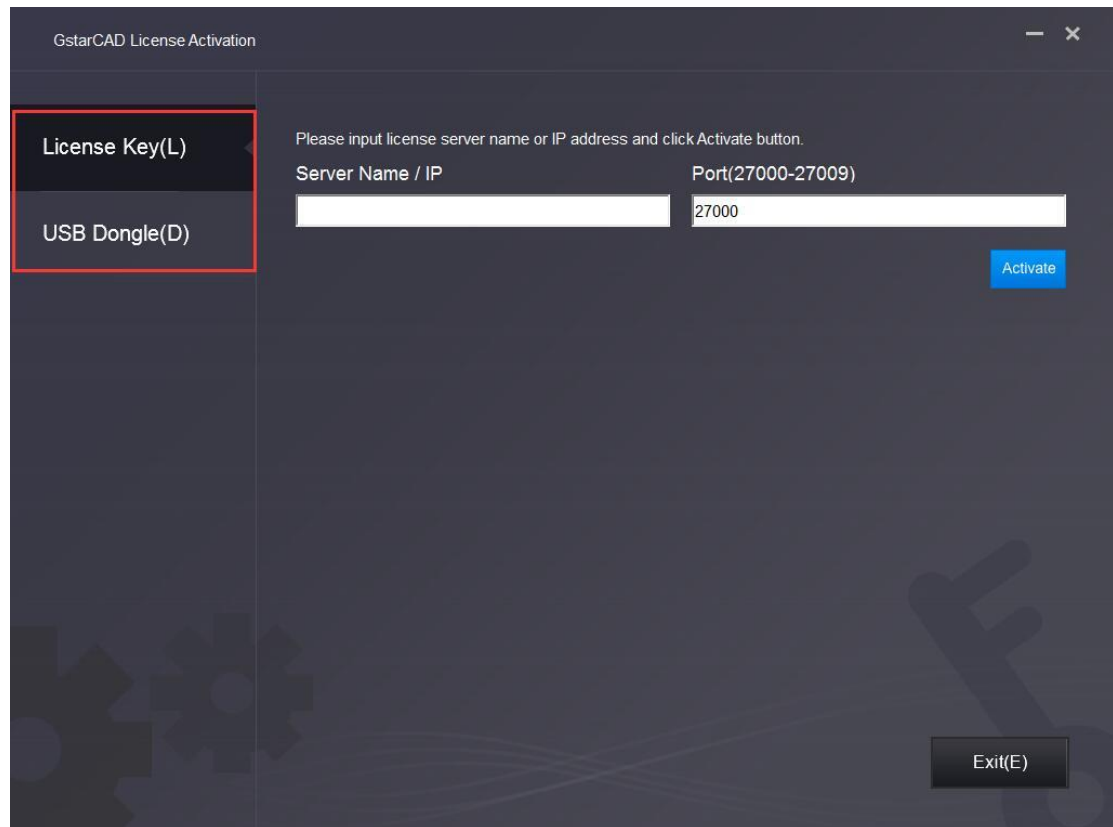 GstarCAD License Activation
License Key(L)
USB Dongle(D)
Please input license server name or IP address and click Activate button.
Server Name / IP
Port(27000-27009)
27000
Activate
Exit(E)